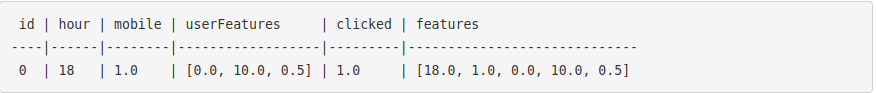 id | hour | mobile | userFeatures     | clicked | features
----|------|--------|------------------|---------|-----------------------------
0  | 18   | 1.0    | [0.0, 10.0, 0.5] | 1.0     | [18.0, 1.0, 0.0, 10.0, 0.5]